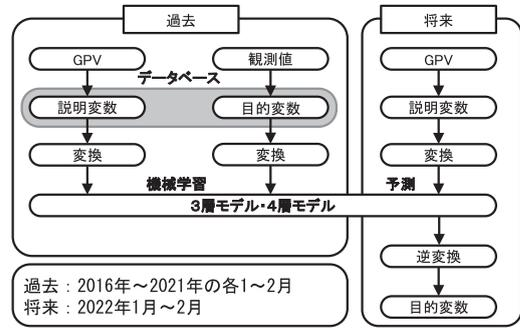 過去
将来
GPV
観測値
GPV
データベース
説明変数
目的変数
説明変数
変換
変換
変換
機械学習
予測
3層モデル・4層モデル
逆変換
目的変数
過去：2016年～2021年の各1～2月
将来：2022年1月～2月